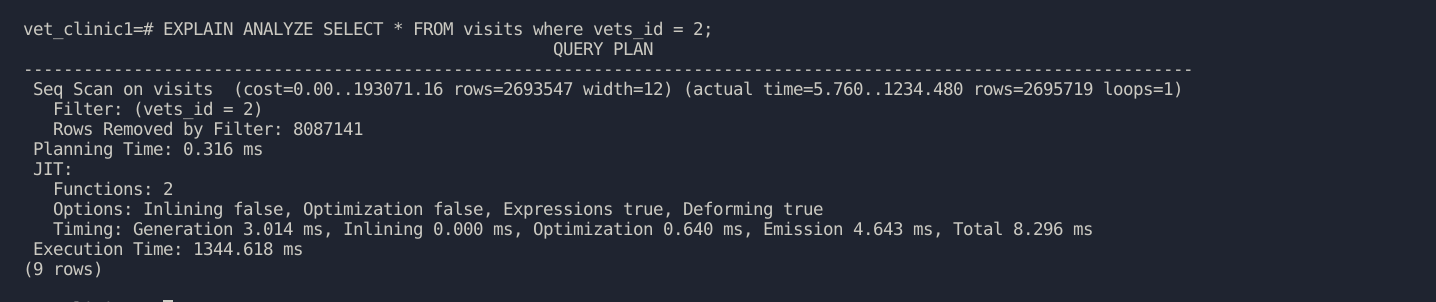 vet_clinic1=# EXPLAIN ANALYZE SELECT * FROM visits where vets_id = 2;
QUERY PLAN
---------------------------------------------------------------------------------------------------------------------
Seq Scan on visits  (cost=0.00..193071.16 rows=2693547 width=12) (actual time=5.760..1234.480 rows=2695719 loops=1)
Filter: (vets_id = 2)
Rows Removed by Filter: 8087141
Planning Time: 0.316 ms
JIT:
Functions: 2
Options: Inlining false, Optimization false, Expressions true, Deforming true
Timing: Generation 3.014 ms, Inlining 0.000 ms, Optimization 0.640 ms, Emission 4.643 ms, Total 8.296 ms
Execution Time: 1344.618 ms
(9 rows)